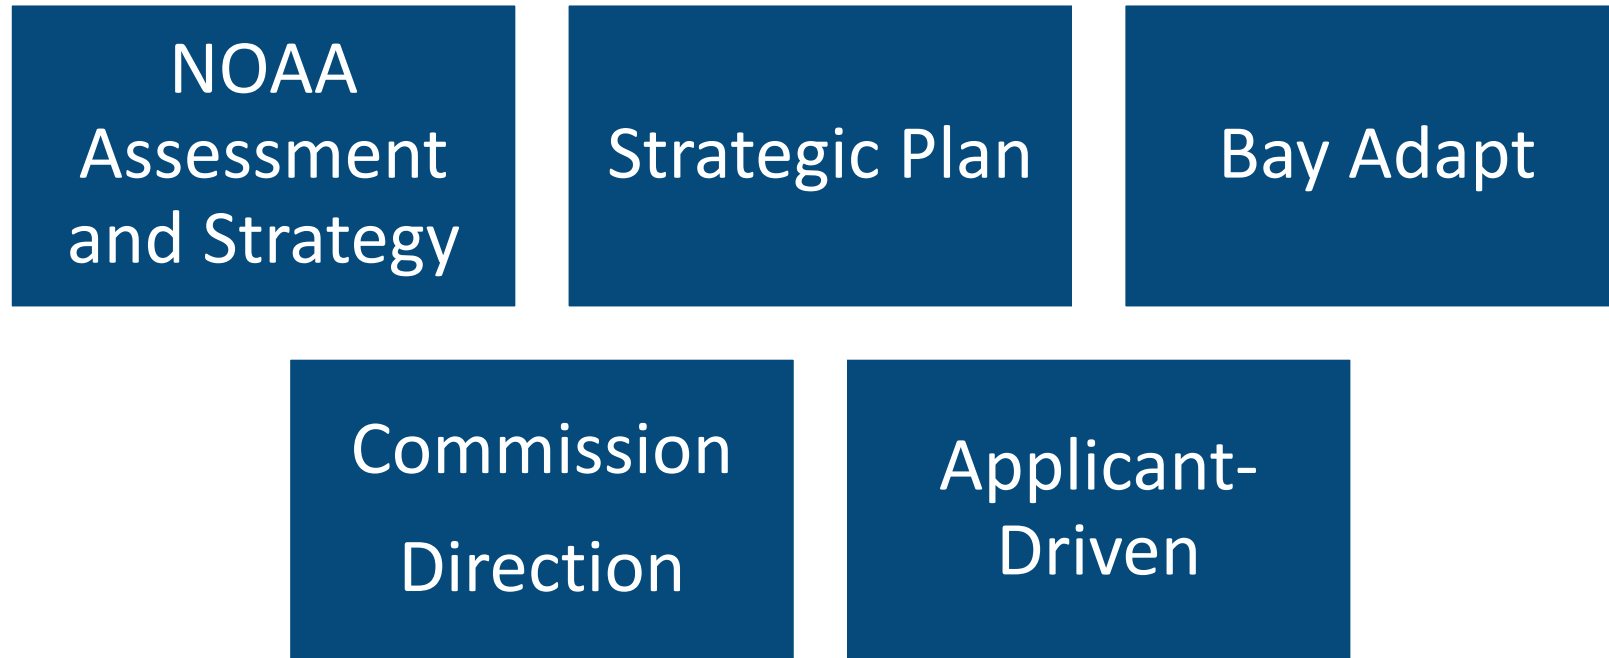 NOAA
Assessment
and Strategy
Strategic Plan
Bay Adapt
Commission
Direction
Applicant-
Driven